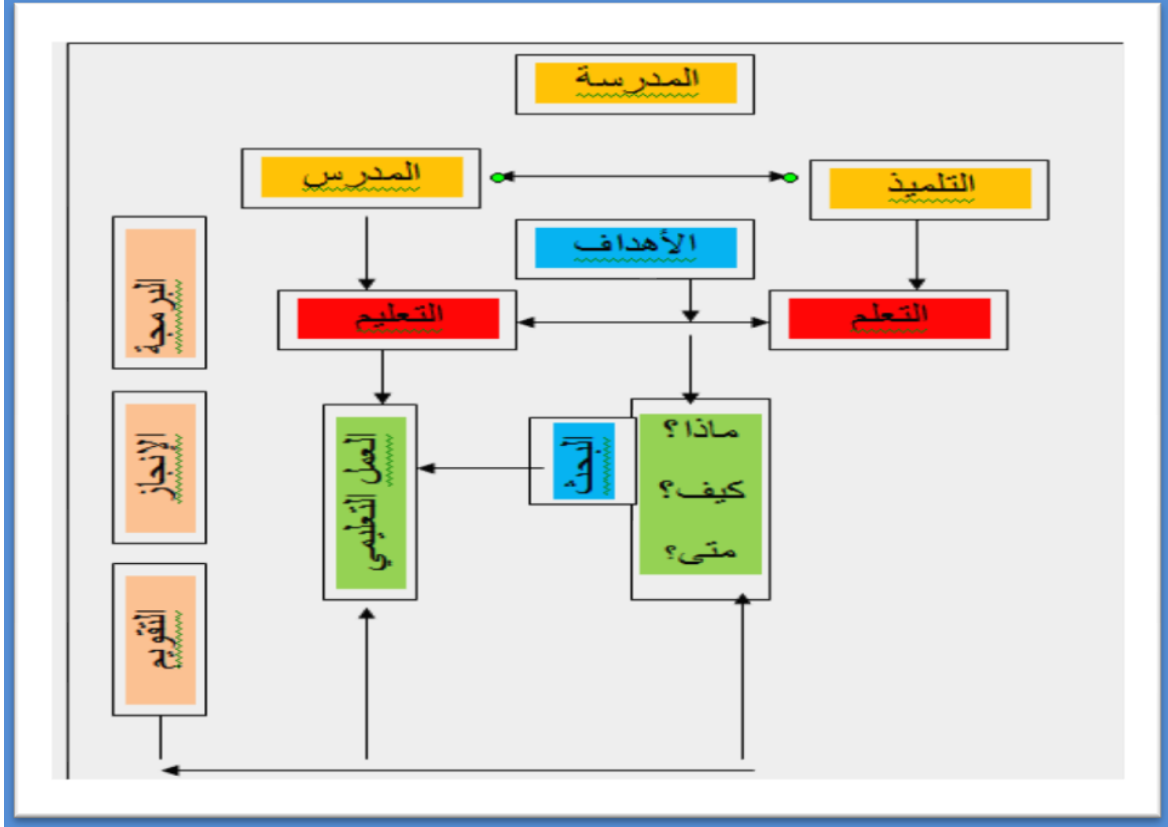 المدرسة
التلميذ
المدرس
الأهداف
التعلم
التعليم
ماذا؟
كيف؟
متى؟
البحث
العمل التعليمي
البرمجة
الإنجاز
التقويم